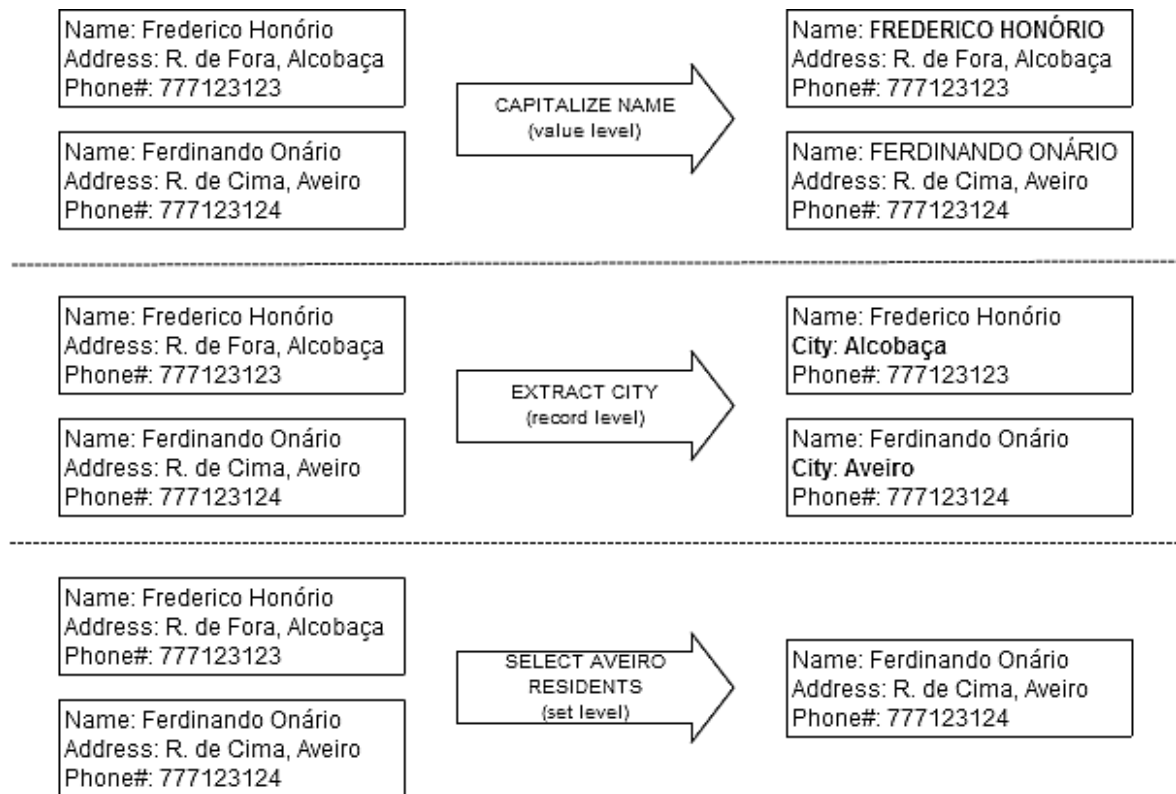 Name: Frederico Honório
Address: R. de Fora, Alcobaça
Phone#: 777123123
Name: Ferdinando Onário
Address: R. de Cima, Aveiro
Phone#: 777123124
CAPITALIZE NAME
(value level)
Name: FREDERICO HONÓRIO
Address: R. de Fora, Alcobaça
Phone#: 777123123
Name: FERDINANDO ONÁRIO
Address: R. de Cima, Aveiro
Phone#: 777123124
Name: Frederico Honório
Address: R. de Fora, Alcobaça
Phone#: 777123123
Name: Ferdinando Onário
Address: R. de Cima, Aveiro
Phone#: 777123124
EXTRACT CITY
(record level)
Name: Frederico Honório
City: Alcobaça
Phone#: 777123123
Name: Ferdinando Onário
City: Aveiro
Phone#: 777123124
Name: Frederico Honório
Address: R. de Fora, Alcobaça
Phone#: 777123123
Name: Ferdinando Onário
Address: R. de Cima, Aveiro
Phone#: 777123124
SELECT AVEIRO
RESIDENTS
(set level)
Name: Ferdinando Onário
Address: R. de Cima, Aveiro
Phone#: 777123124